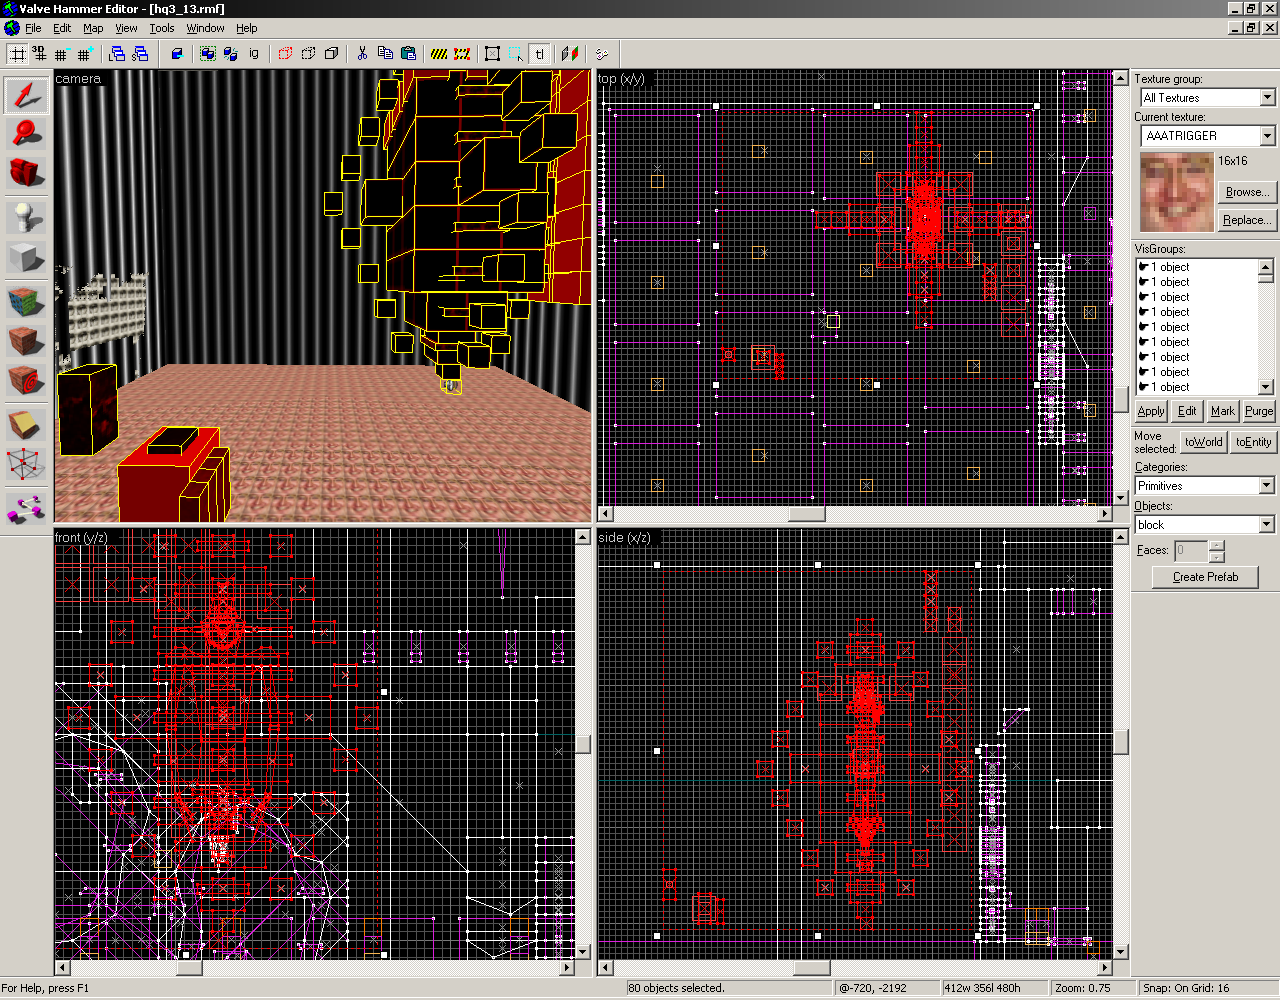 Valve Hammer Editor - [hq3_13.rmf]
File Edit Map View Tools Window Help
3D
ig
tl
camera
top (x/y)
front (y/z)
side (x/z)
Texture group:
All Textures
Current texture:
AAATRIGGER
16x16
Browse...
Replace...
VisGroups:
1 object
1 object
1 object
1 object
1 object
1 object
1 object
1 object
1 object
Apply Edit Mark Purge
Move selected:
toWorld toEntity
Categories:
Primitives
Objects:
block
Faces: 0
Create Prefab
For Help, press F1
80 objects selected.
@-720, -2192
412w 356l 480h
Zoom: 0.75
Snap: On Grid: 16